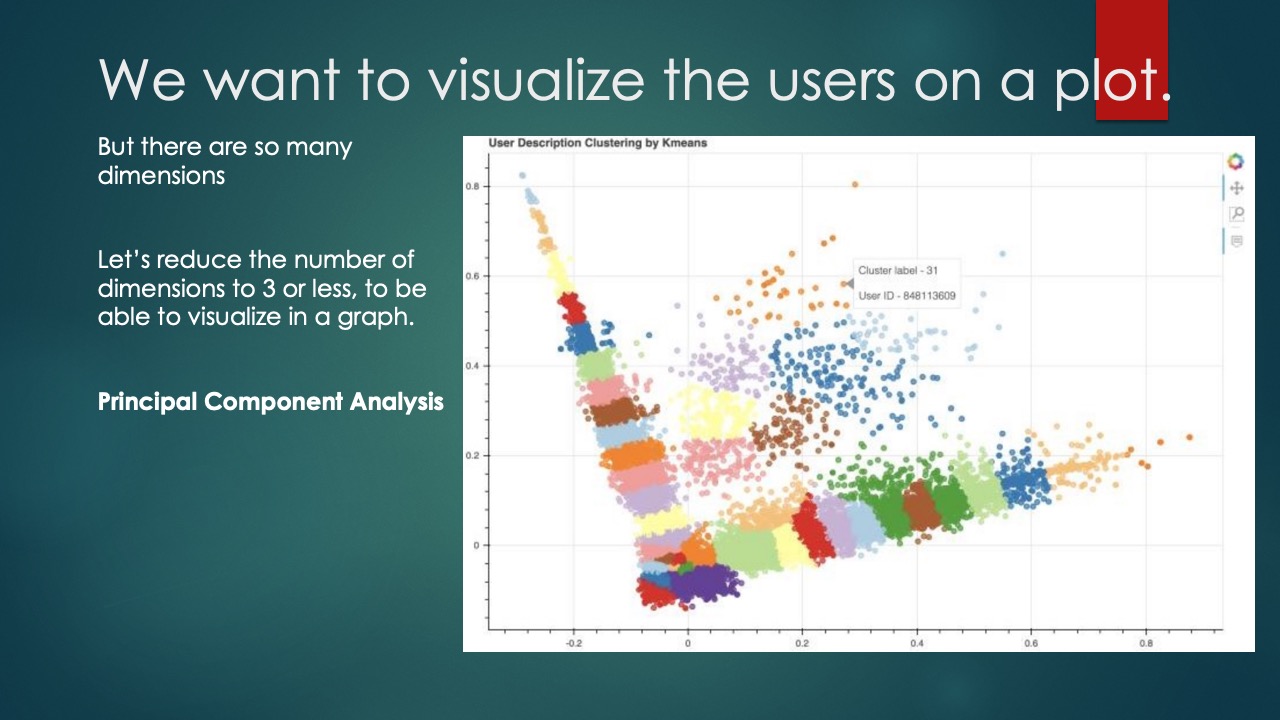 We want to visualize the users on a plot.
But there are so many
dimensions
Let’s reduce the number of
dimensions to 3 or less, to be
able to visualize in a graph.
Principal Component Analysis
User Description Clustering by Kmeans
0.8
0.6
0.4
0.2
0
Cluster label - 31
User ID - 848113609
-0.2 0 0.2 0.4 0.6 0.8